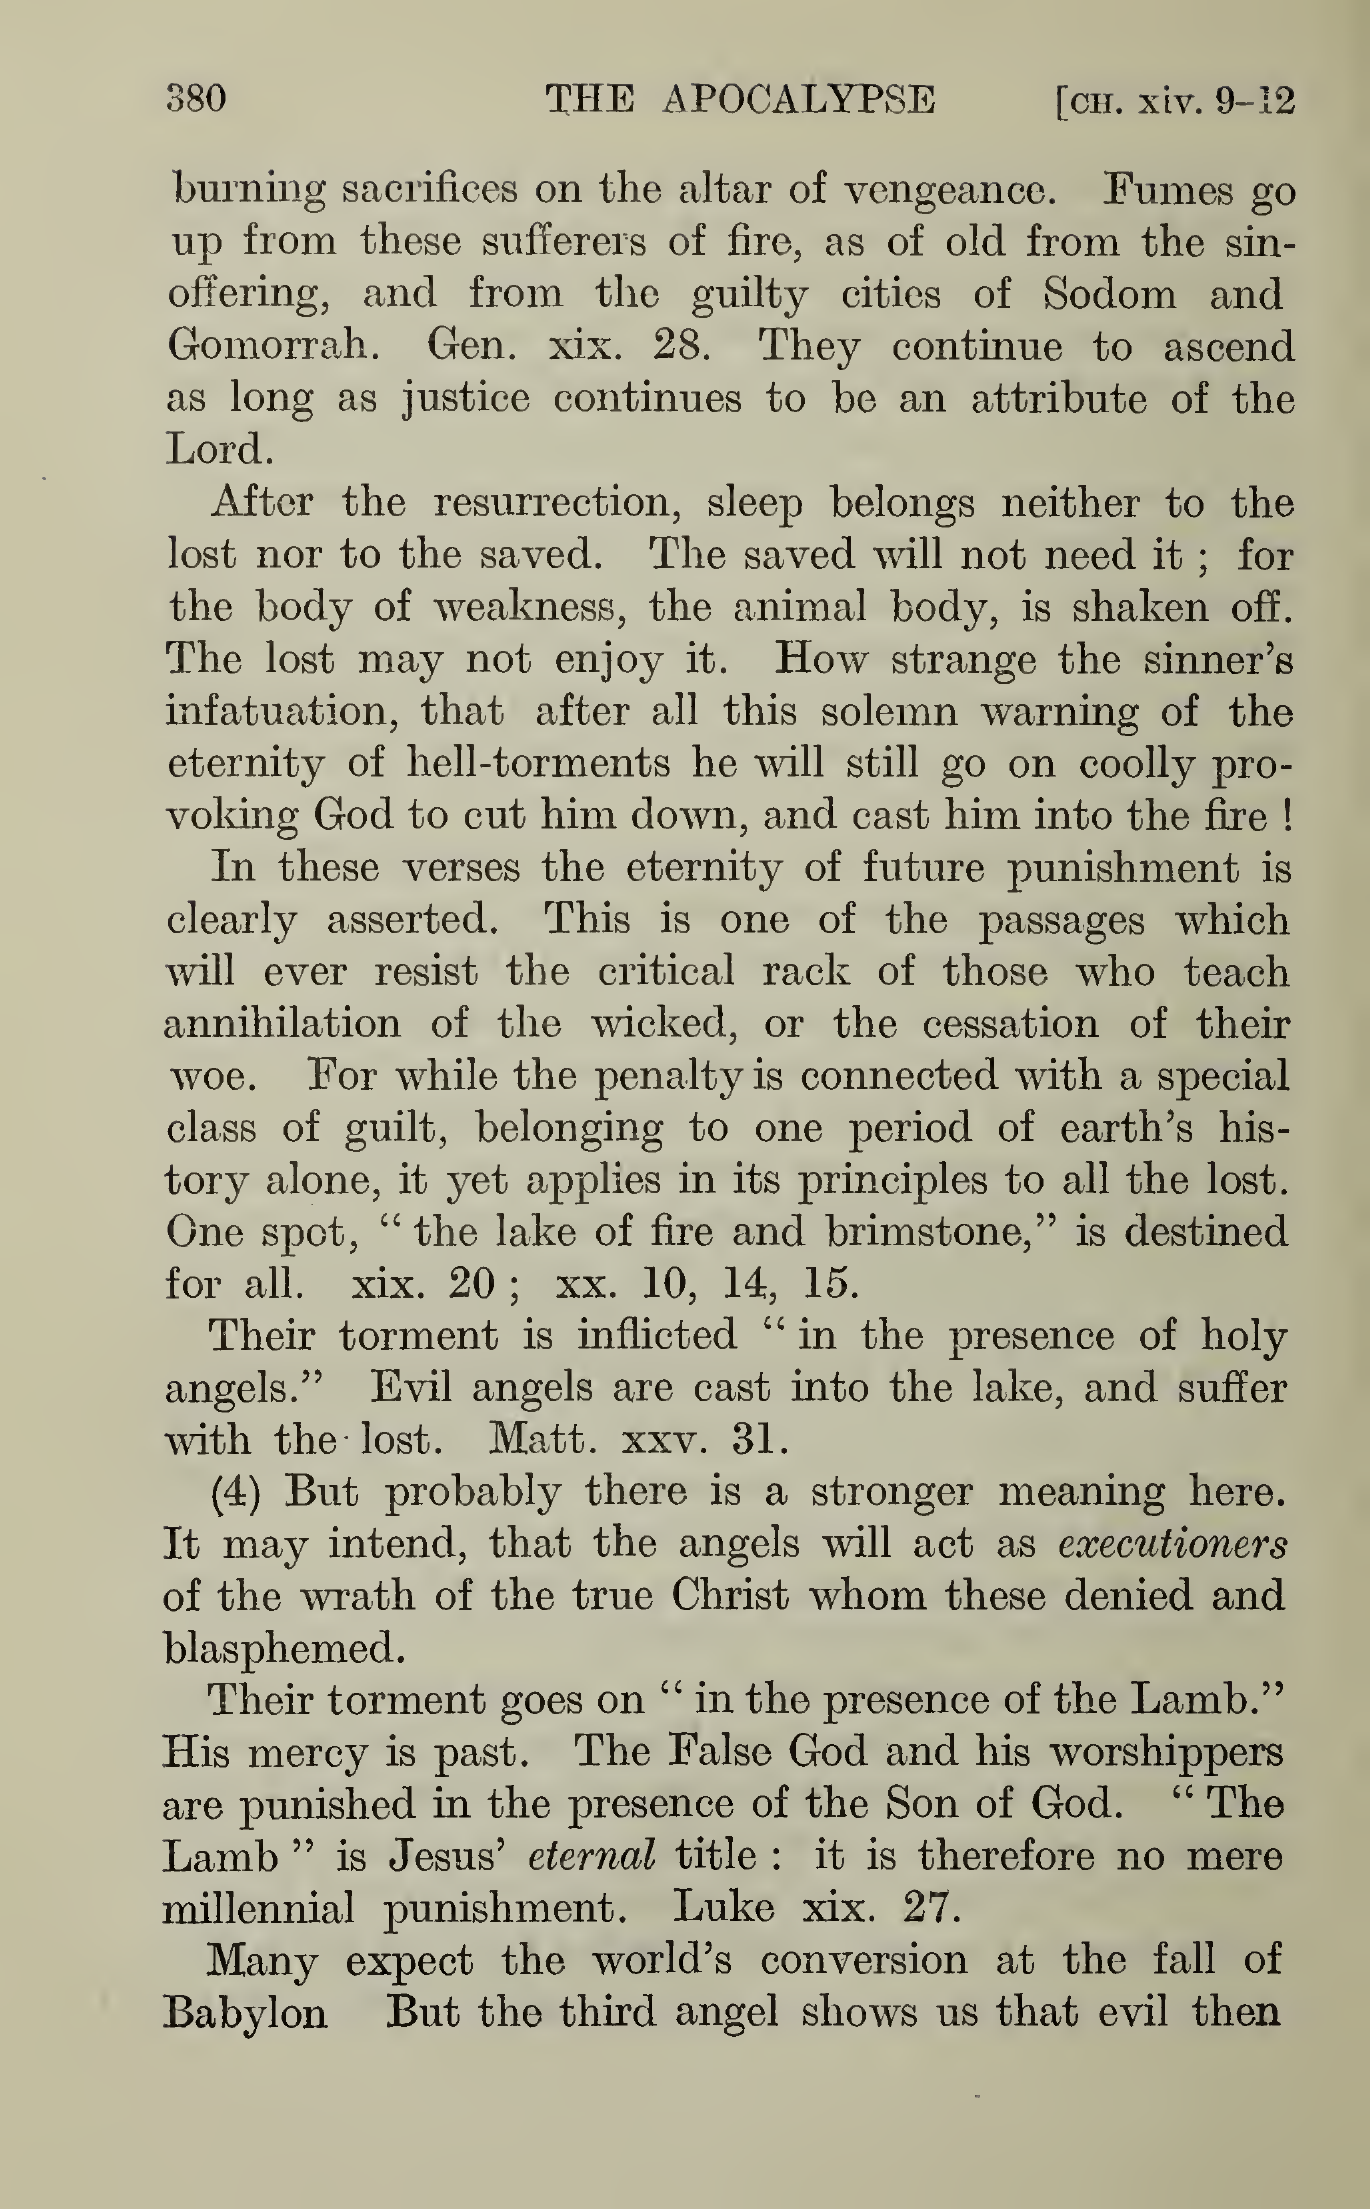 380 THE APOCALYPSE [CH. xiv. 9–12
burning sacrifices on the altar of vengeance. Fumes go
up from these sufferers of fire, as of old from the sin-
offering, and from the guilty cities of Sodom and
Gomorrah. Gen. xix. 28. They continue to ascend
as long as justice continues to be an attribute of the
Lord.
After the resurrection, sleep belongs neither to the
lost nor to the saved. The saved will not need it ; for
the body of weakness, the animal body, is shaken off.
The lost may not enjoy it. How strange the sinner’s
infatuation, that after all this solemn warning of the
eternity of hell-torments he will still go on coolly pro-
voking God to cut him down, and cast him into the fire !
In these verses the eternity of future punishment is
clearly asserted. This is one of the passages which
will ever resist the critical rack of those who teach
annihilation of the wicked, or the cessation of their
woe. For while the penalty is connected with a special
class of guilt, belonging to one period of earth’s his-
tory alone, it yet applies in its principles to all the lost.
One spot, “ the lake of fire and brimstone,” is destined
for all. xix. 20 ; xx. 10, 14, 15.
Their torment is inflicted “ in the presence of holy
angels.” Evil angels are cast into the lake, and suffer
with the lost. Matt. xxv. 31.
(4) But probably there is a stronger meaning here.
It may intend, that the angels will act as executioners
of the wrath of the true Christ whom these denied and
blasphemed.
Their torment goes on “ in the presence of the Lamb.”
His mercy is past. The False God and his worshippers
are punished in the presence of the Son of God. “ The
Lamb ” is Jesus’ eternal title : it is therefore no mere
millennial punishment. Luke xix. 27.
Many expect the world’s conversion at the fall of
Babylon But the third angel shows us that evil then